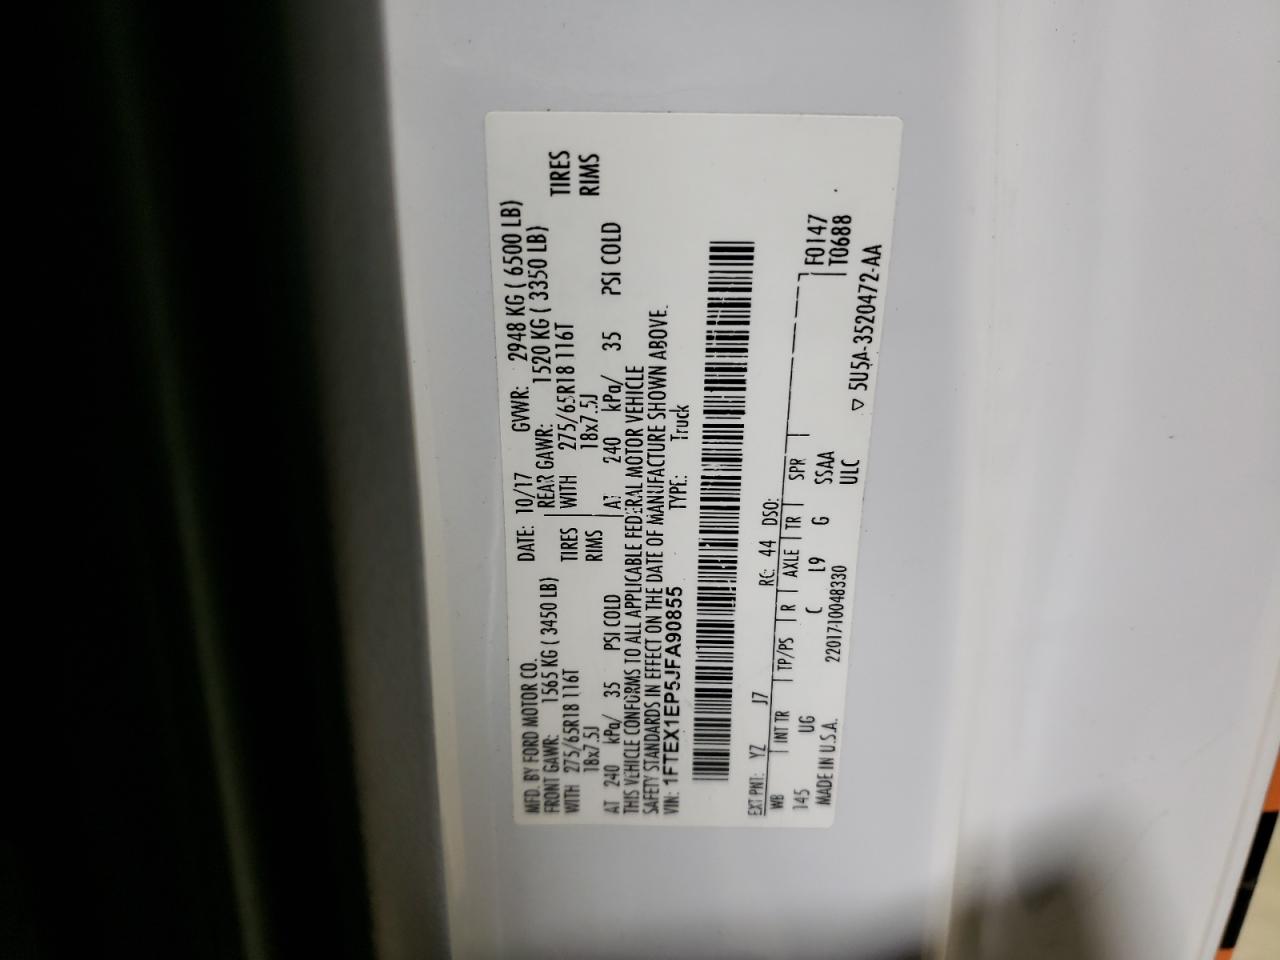 MFD. BY FORD MOTOR CO. DATE: 10/17 GVWR: 2948 KG ( 6500 LB)
FRONT GAWR: 1565 KG ( 3450 LB) REAR GAWR: 1520 KG ( 3350 LB)
WITH 275/65R18 116T TIRES WITH 275/65R18 116T TIRES
18x7.5J RIMS 18x7.5J RIMS
AT 240 kPa/ 35 PSI COLD AT 240 kPa/ 35 PSI COLD
THIS VEHICLE CONFORMS TO ALL APPLICABLE FEDERAL MOTOR VEHICLE
SAFETY STANDARDS IN EFFECT ON THE DATE OF MANUFACTURE SHOWN ABOVE.
VIN: 1FTEX1EP5JFA90855 TYPE: Truck
EXT PNT: YZ J7 RC: 44 DSO:
WB INT TR TP/PS R AXLE TR SPR F0147
145 UG C L9 G SSAA T0688
MADE IN U.S.A. 2201710048330 ULC ▽ 5U5A-3520472-AA